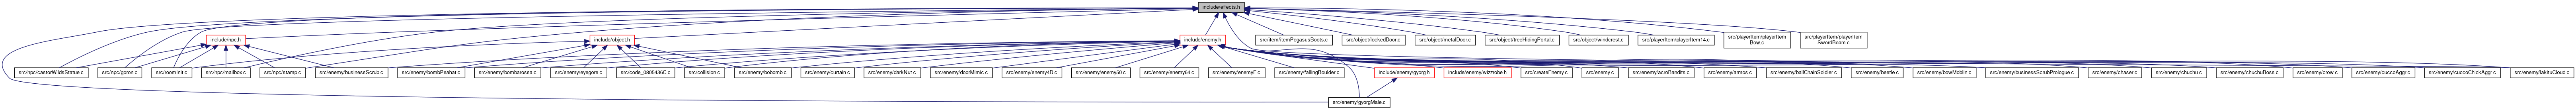 include/effects.h
include/npc.h
include/object.h
include/enemy.h
src/item/itemPegasusBoots.c
src/object/lockedDoor.c
src/object/metalDoor.c
src/object/treeHidingPortal.c
src/object/windcrest.c
src/playerItem/playerItem14.c
src/playerItem/playerItem
Bow.c
src/playerItem/playerItem
SwordBeam.c
src/npc/castorWildsStatue.c
src/npc/goron.c
src/roomInit.c
src/npc/mailbox.c
src/npc/stamp.c
src/enemy/businessScrub.c
src/enemy/bombPeahat.c
src/enemy/bombarossa.c
src/enemy/eyegore.c
src/code_0805436C.c
src/collision.c
src/enemy/bobomb.c
src/enemy/curtain.c
src/enemy/darkNut.c
src/enemy/doorMimic.c
src/enemy/enemy4D.c
src/enemy/enemy50.c
src/enemy/enemy64.c
src/enemy/enemyE.c
src/enemy/fallingBoulder.c
include/enemy/gyorg.h
include/enemy/wizzrobe.h
src/createEnemy.c
src/enemy.c
src/enemy/acroBandits.c
src/enemy/armos.c
src/enemy/ballChainSoldier.c
src/enemy/beetle.c
src/enemy/bowMoblin.c
src/enemy/businessScrubPrologue.c
src/enemy/chaser.c
src/enemy/chuchu.c
src/enemy/chuchuBoss.c
src/enemy/crow.c
src/enemy/cuccoAggr.c
src/enemy/cuccoChickAggr.c
src/enemy/lakituCloud.c
src/enemy/gyorgMale.c